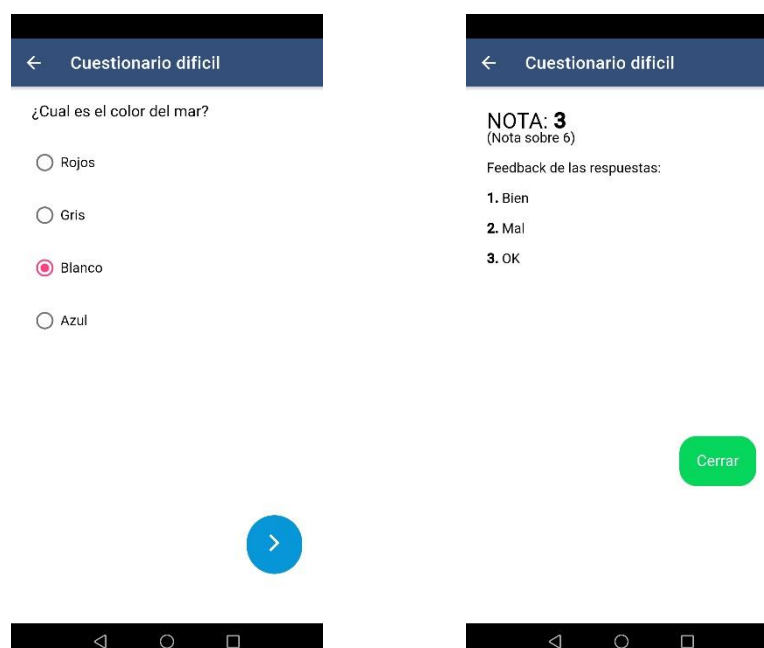 Cuestionario dificil
¿Cual es el color del mar?
Rojos
Gris
Blanco
Azul
Cuestionario dificil
NOTA: 3
(Nota sobre 6)
Feedback de las respuestas:
1. Bien
2. Mal
3. OK
Cerrar